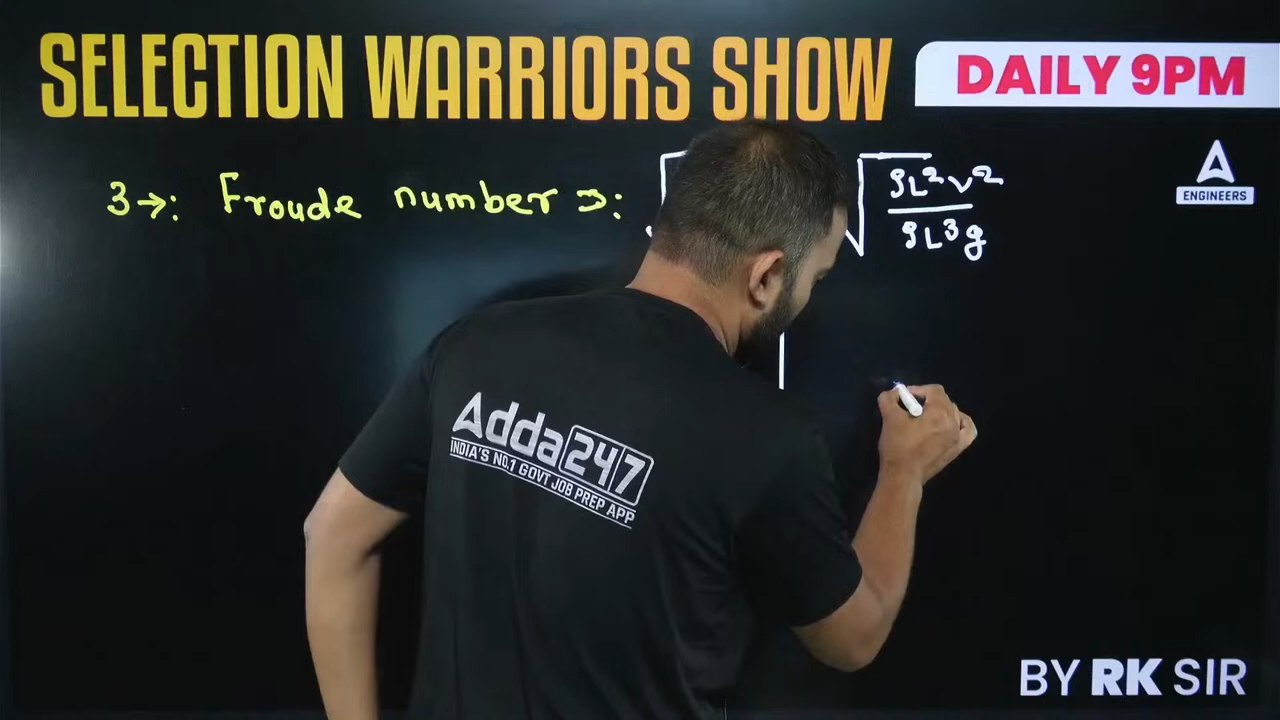 SELECTION WARRIORS SHOW
DAILY 9PM
3→: Froude number ⇒: √ √ ρL²v²
ρL³g
ENGINEERS
Adda247
INDIA'S NO.1 GOVT JOB PREP APP
BY RK SIR